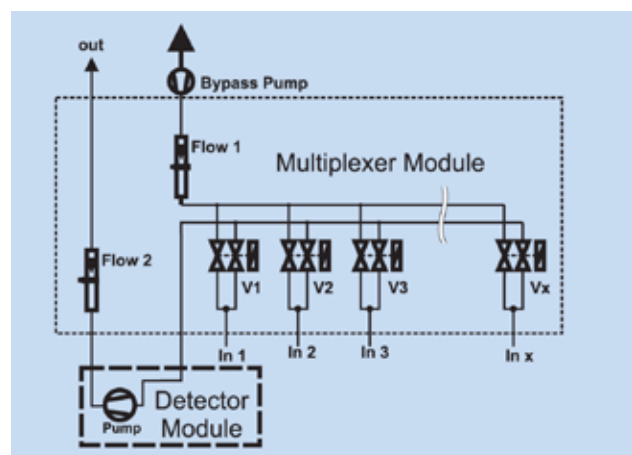 out
Bypass Pump
Flow 1
Multiplexer Module
Flow 2
V1
V2
V3
Vx
In 1
In 2
In 3
In x
Detector
Module
Pump